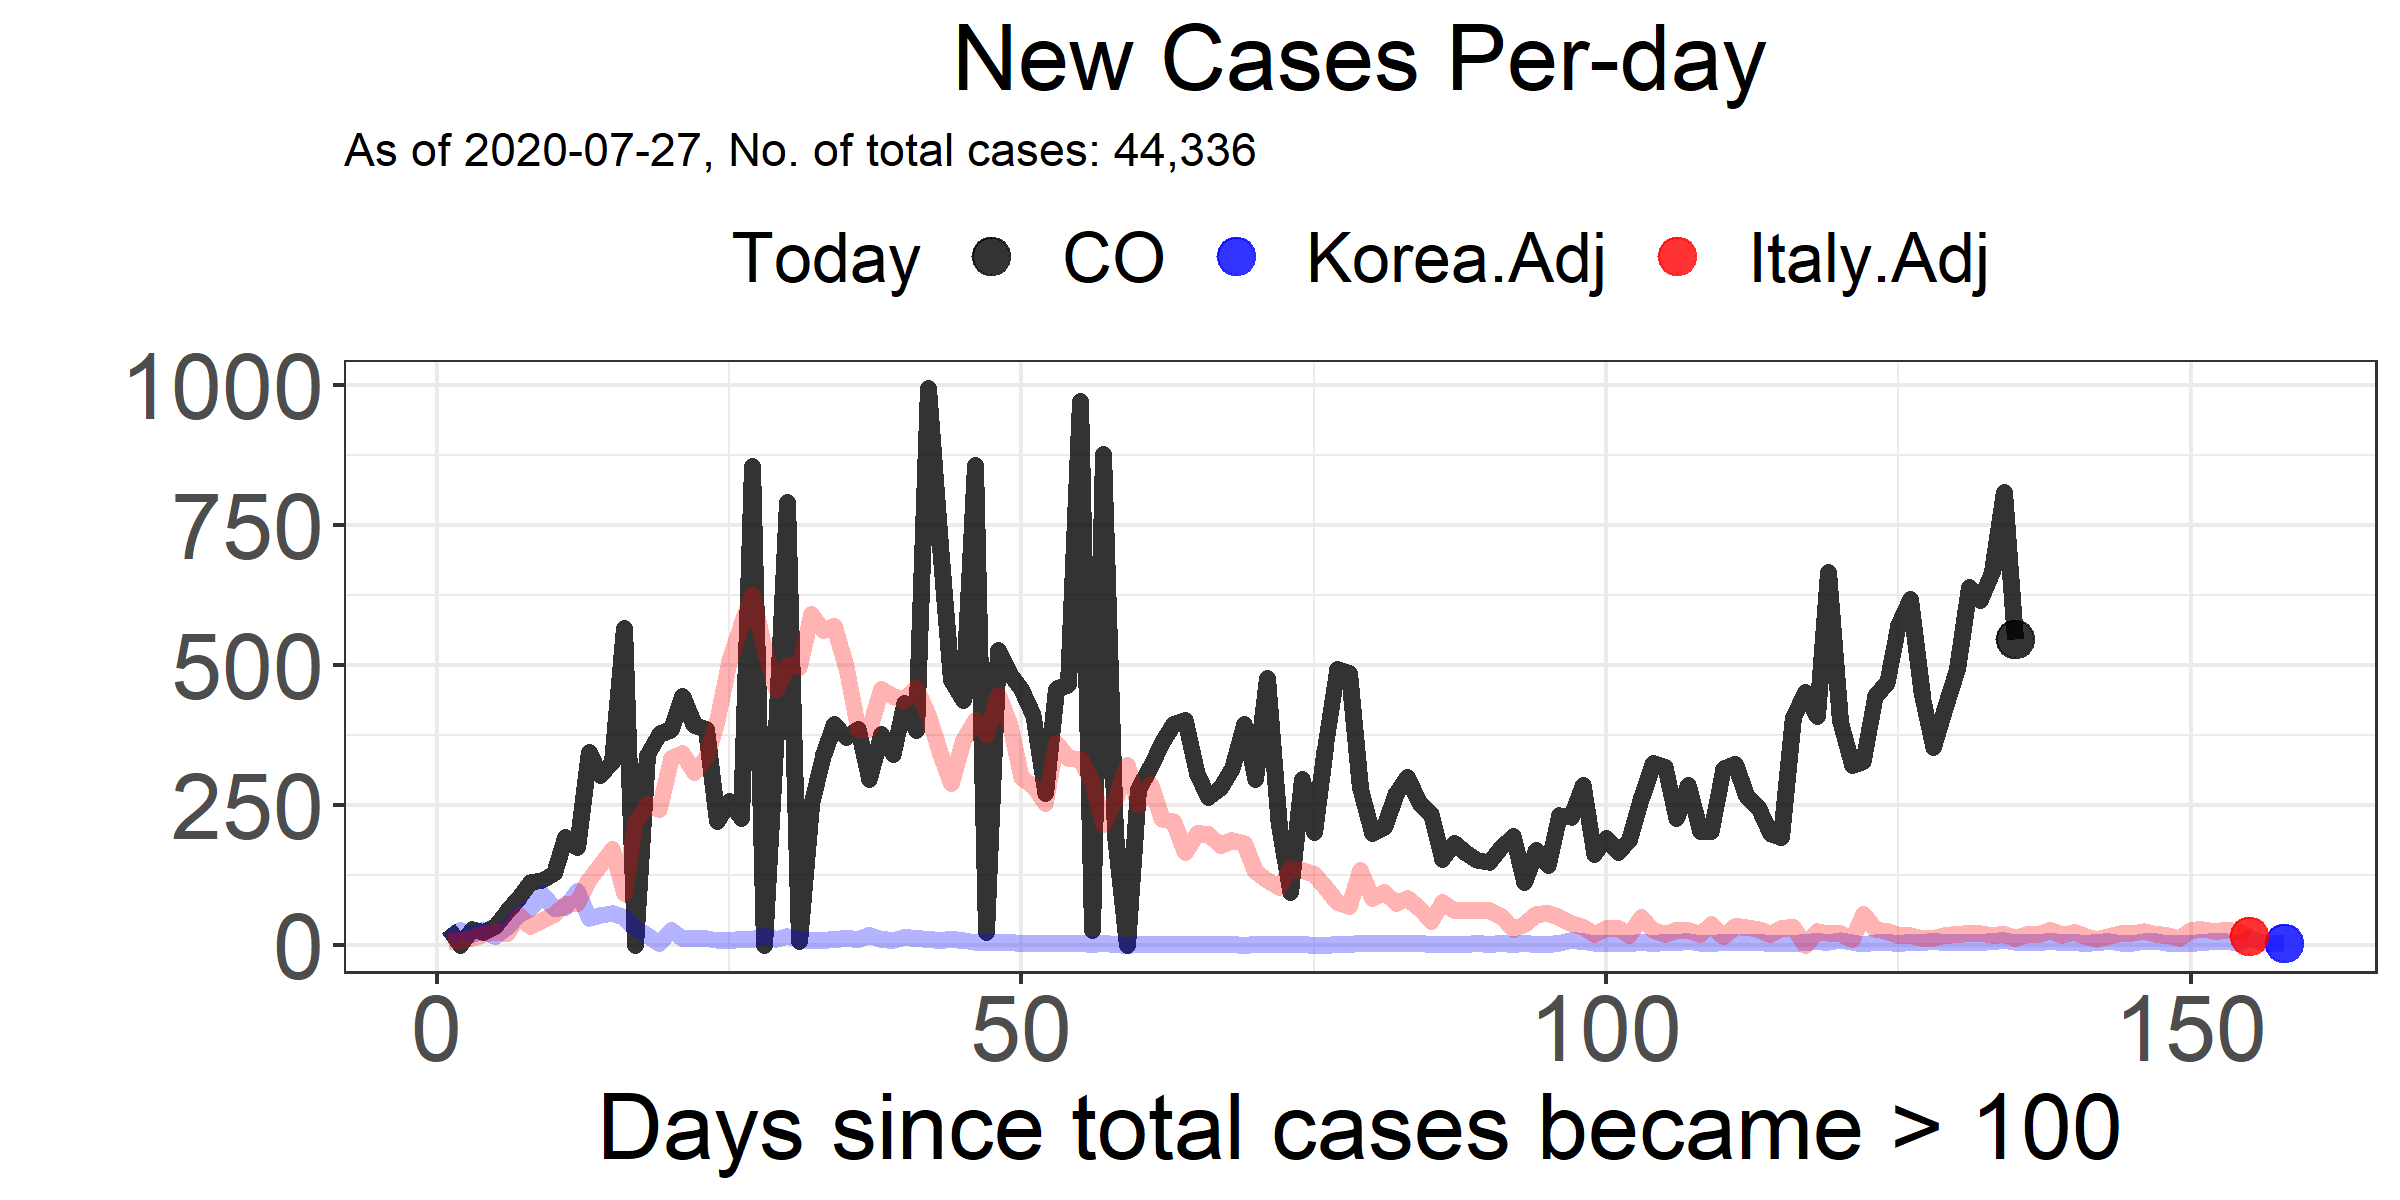 New Cases Per-day
As of 2020-07-27, No. of total cases: 44,336
Today CO Korea.Adj Italy.Adj
1000
750
500
250
0
0 50 100 150
Days since total cases became > 100